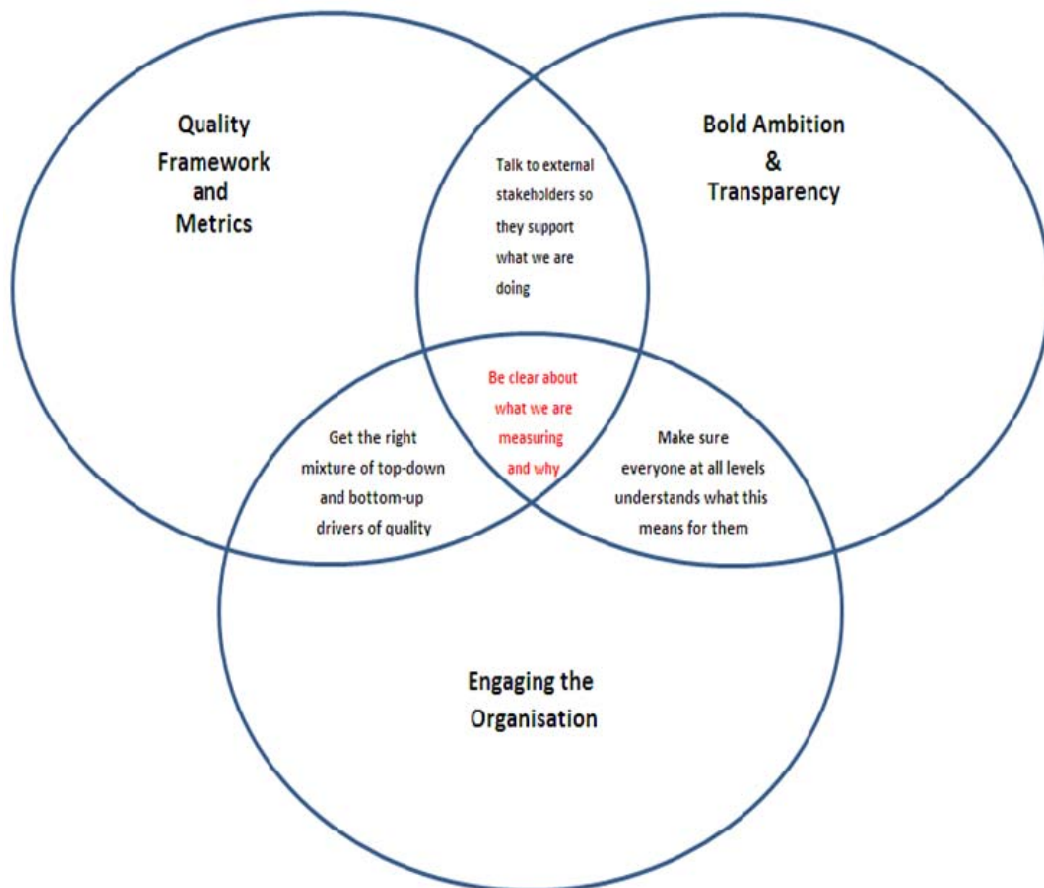 Quality
Framework
and
Metrics
Bold Ambition
&
Transparency
Talk to external
stakeholders so
they support
what we are
doing
Be clear about
what we are
measuring
and why
Get the right
mixture of top-down
and bottom-up
drivers of quality
Make sure
everyone at all levels
understands what this
means for them
Engaging the
Organisation